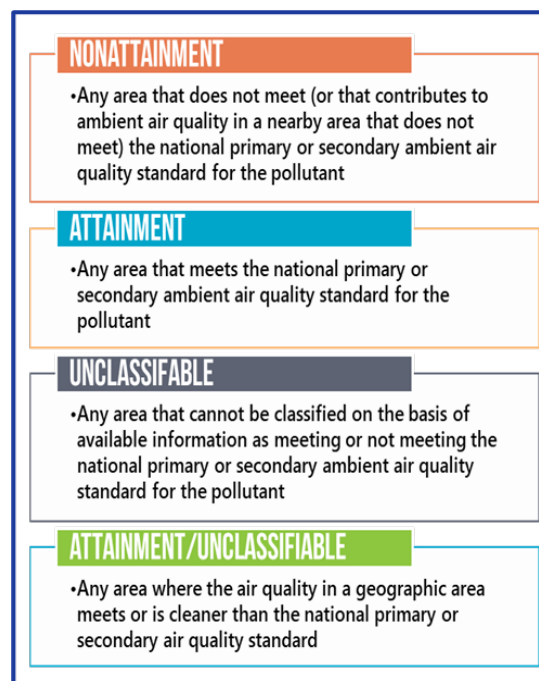 NONATTAINMENT
•Any area that does not meet (or that contributes to
ambient air quality in a nearby area that does not
meet) the national primary or secondary ambient air
quality standard for the pollutant
ATTAINMENT
•Any area that meets the national primary or
secondary ambient air quality standard for the
pollutant
UNCLASSIFABLE
•Any area that cannot be classified on the basis of
available information as meeting or not meeting the
national primary or secondary ambient air quality
standard for the pollutant
ATTAINMENT/UNCLASSIFIABLE
•Any area where the air quality in a geographic area
meets or is cleaner than the national primary or
secondary air quality standard